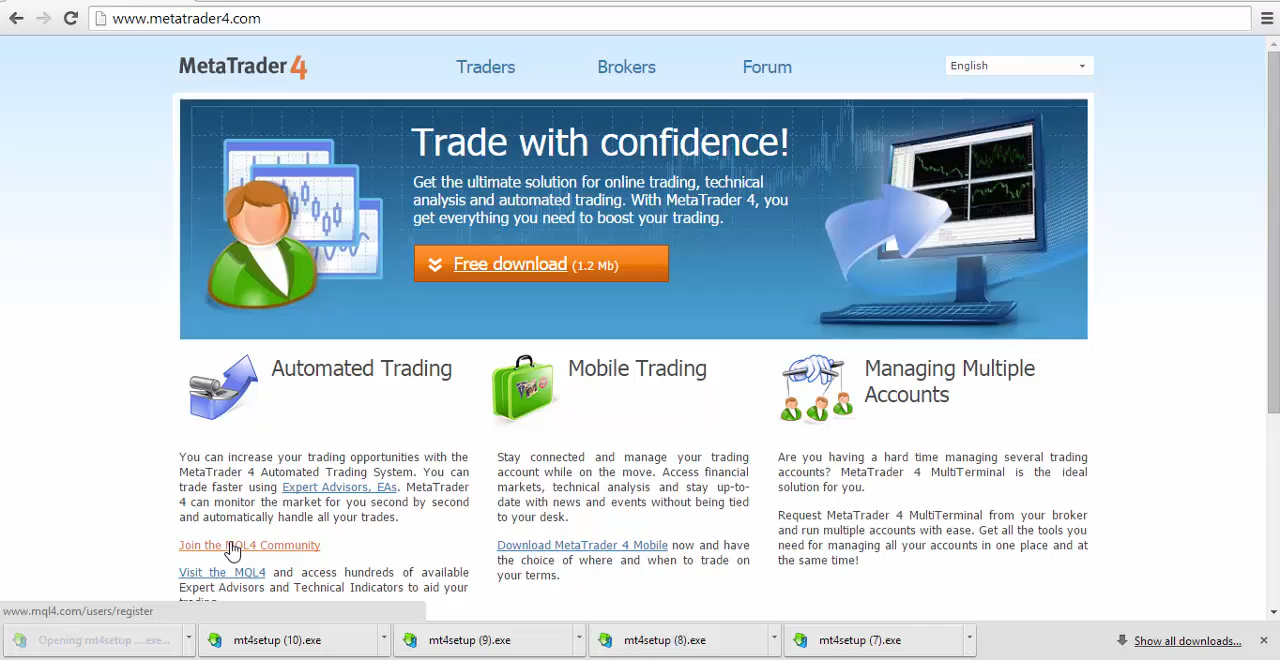 www.metatrader4.com
MetaTrader 4
Traders
Brokers
Forum
English
Trade with confidence!
Get the ultimate solution for online trading, technical
analysis and automated trading. With MetaTrader 4, you
get everything you need to boost your trading.
Free download (1.2 Mb)
Automated Trading
You can increase your trading opportunities with the
MetaTrader 4 Automated Trading System. You can
trade faster using Expert Advisors, EAs. MetaTrader
4 can monitor the market for you second by second
and automatically handle all your trades.
Join the MQL4 Community
Visit the MQL4 and access hundreds of available
Expert Advisors and Technical Indicators to aid your
trading
Mobile Trading
Stay connected and manage your trading
account while on the move. Access financial
markets, technical analysis and stay up-to-
date with news and events without being tied
to your desk.
Download MetaTrader 4 Mobile now and have
the choice of where and when to trade on
your terms.
Managing Multiple
Accounts
Are you having a hard time managing several trading
accounts? MetaTrader 4 MultiTerminal is the ideal
solution for you.
Request MetaTrader 4 MultiTerminal from your broker
and run multiple accounts with ease. Get all the tools you
need for managing all your accounts in one place and at
the same time!
www.mql4.com/users/register
Opening mt4setup ....exe...
mt4setup (10).exe
mt4setup (9).exe
mt4setup (8).exe
mt4setup (7).exe
Show all downloads...